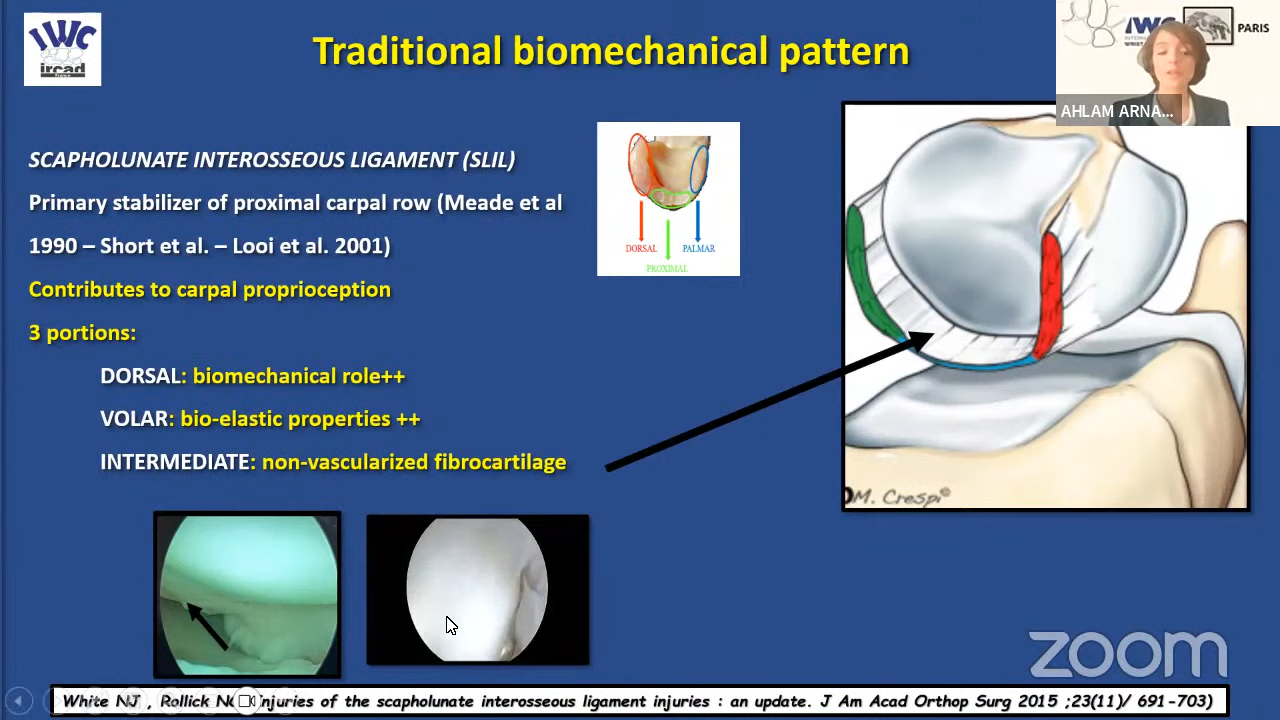 IWC
ircad
France
Traditional biomechanical pattern
IWC
PARIS
AHLAM ARNA...
SCAPHOLUNATE INTEROSSEOUS LIGAMENT (SLIL)
Primary stabilizer of proximal carpal row (Meade et al
1990 – Short et al. – Looi et al. 2001)
Contributes to carpal proprioception
3 portions:
DORSAL: biomechanical role++
VOLAR: bio-elastic properties ++
INTERMEDIATE: non-vascularized fibrocartilage
DORSAL
PALMAR
PROXIMAL
M. Crespi
zoom
White NJ , Rollick injuries of the scapholunate interosseous ligament injuries : an update. J Am Acad Orthop Surg 2015 ;23(11)/ 691-703)